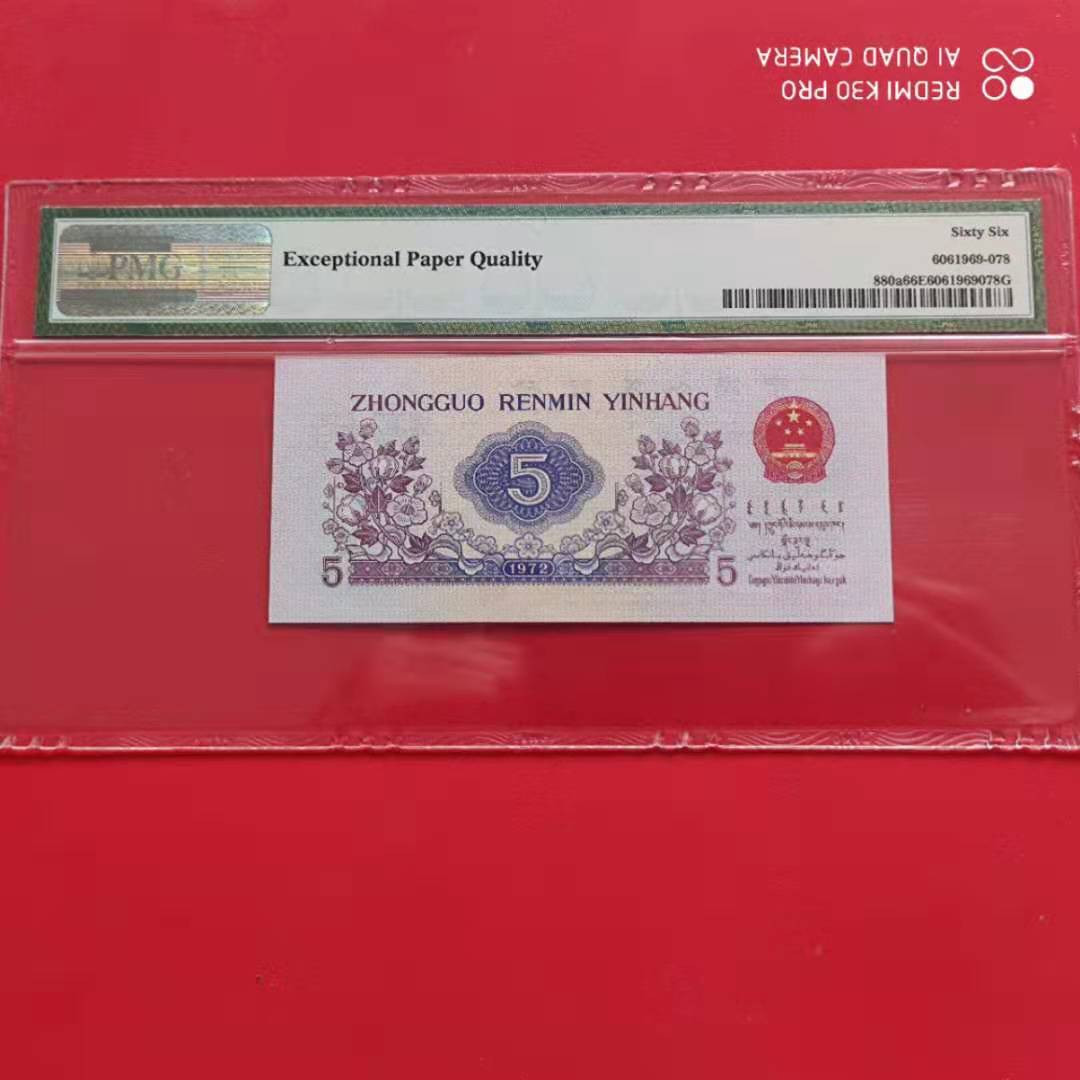 REDMI K30 PRO
AI QUAD CAMERA
PMG
Exceptional Paper Quality
Sixty Six
6061969-078
880a66E6061969078G
ZHONGGUO RENMIN YINHANG
5
5
1972
5